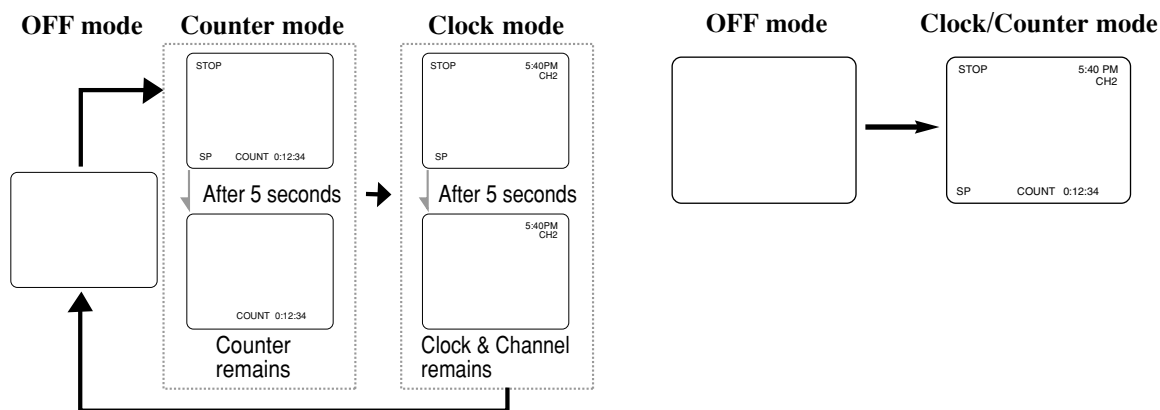 OFF mode
Counter mode
Clock mode
STOP
SP COUNT 0:12:34
After 5 seconds
COUNT 0:12:34
Counter
remains
STOP 5:40PM
CH2
SP
After 5 seconds
5:40PM
CH2
Clock & Channel
remains
OFF mode
Clock/Counter mode
STOP 5:40 PM
CH2
SP COUNT 0:12:34